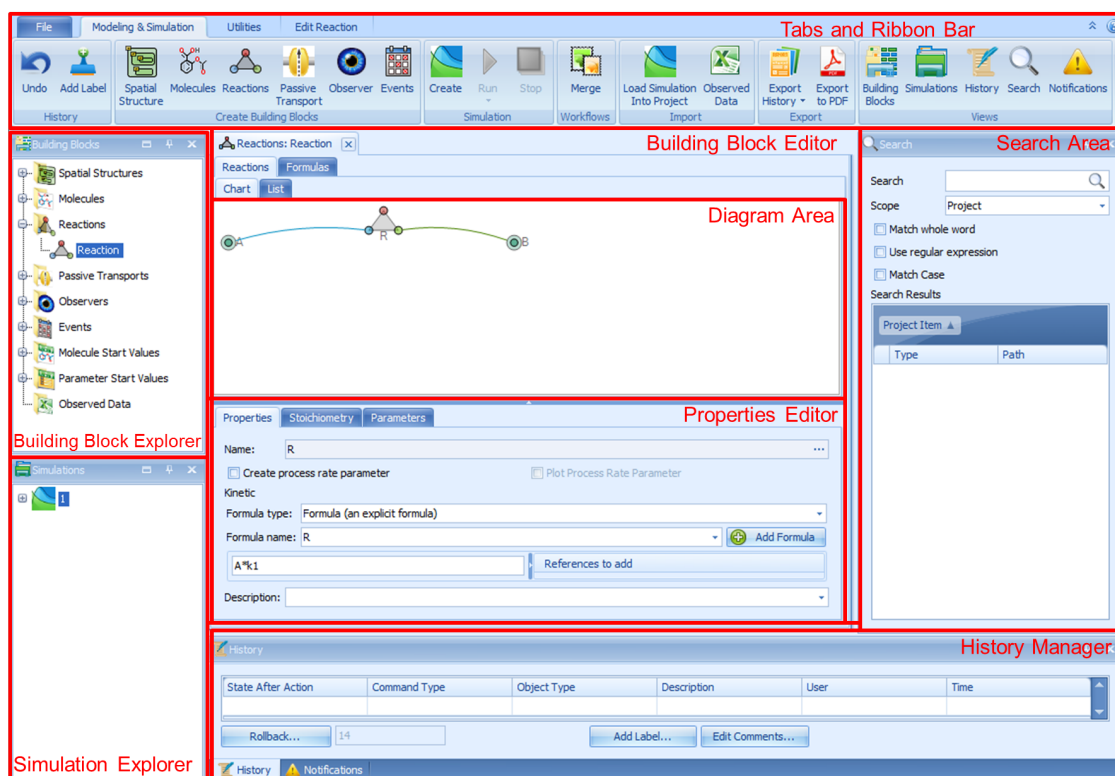 File Modeling & Simulation Utilities Edit Reaction
Tabs and Ribbon Bar
Undo Add Label Spatial Structure Molecules Reactions Passive Transport Observer Events Create Run Stop Merge Load Simulation Into Project Observed Data Export History Export to PDF Building Blocks Simulations History Search Notifications
History Create Building Blocks Simulation Workflows Import Export Views
Building Blocks
Spatial Structures
Molecules
Reactions
Reaction
Passive Transports
Observers
Events
Molecule Start Values
Parameter Start Values
Observed Data
Building Block Explorer
Simulations
1
Simulation Explorer
Reactions: Reaction
Building Block Editor
Reactions Formulas
Chart List
Diagram Area
A R B
Properties Stoichiometry Parameters
Properties Editor
Name: R ...
Create process rate parameter Plot Process Rate Parameter
Kinetic
Formula type: Formula (an explicit formula)
Formula name: R Add Formula
A*k1 References to add
Description:
Search
Search Area
Search
Scope Project
Match whole word
Use regular expression
Match Case
Search Results
Project Item
Type Path
History
History Manager
State After Action Command Type Object Type Description User Time
Rollback... 14 Add Label... Edit Comments...
History Notifications